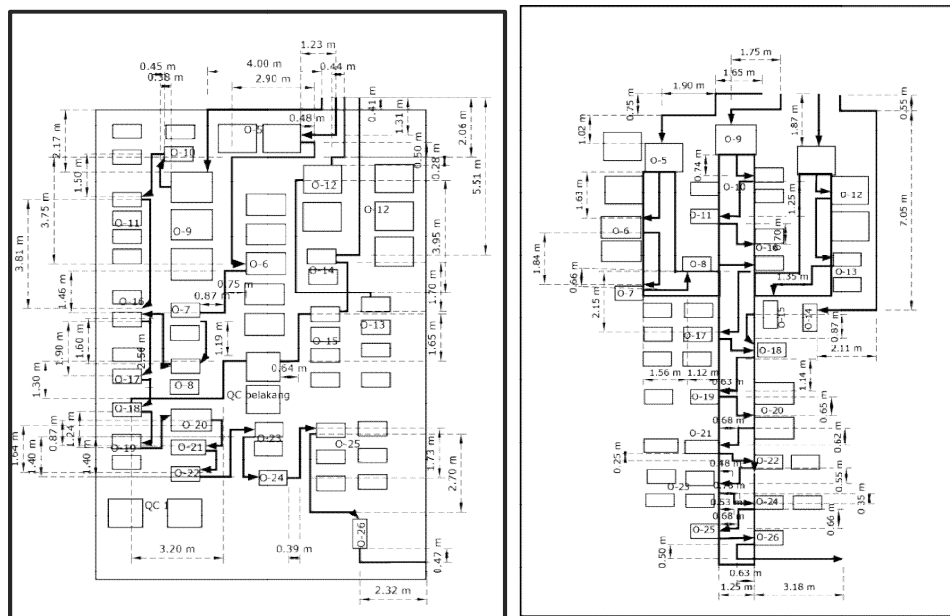 1.23 m
4.00 m
0.45 m
2.90 m
0.44 m
0.38 m
0.41 m
1.31 m
2.06 m
0.48 m
O-5
2.17 m
O-10
0.50 m
0.28 m
5.51 m
1.50 m
O-12
O-12
3.75 m
O-11
O-9
3.81 m
3.95 m
O-6
O-14
0.75 m
1.46 m
0.87 m
1.70 m
O-16
O-7
O-13
O-15
1.19 m
1.90 m
1.60 m
2.56 m
1.65 m
0.64 m
O-17
O-8
1.30 m
QC belakang
O-18
O-20
0.87 m
1.24 m
1.64 m
1.40 m
O-19
1.40 m
O-21
O-23
O-25
1.73 m
2.70 m
O-22
O-24
QC 1
O-26
3.20 m
0.39 m
0.47 m
2.32 m
1.75 m
1.65 m
1.90 m
0.75 m
0.55 m
1.02 m
1.87 m
O-9
O-5
0.74 m
O-10
1.63 m
1.25 m
O-12
7.05 m
O-11
O-6
0.70 m
O-16
1.84 m
O-8
O-13
0.66 m
1.35 m
O-7
2.15 m
O-15
O-14
0.87 m
O-17
O-18
2.11 m
1.14 m
1.56 m
1.12 m
0.63 m
O-19
O-20
0.65 m
0.68 m
O-21
0.62 m
0.25 m
O-22
0.48 m
0.55 m
O-23
0.76 m
0.53 m
O-24
0.35 m
0.68 m
0.66 m
O-25
O-26
0.50 m
0.63 m
1.25 m
3.18 m